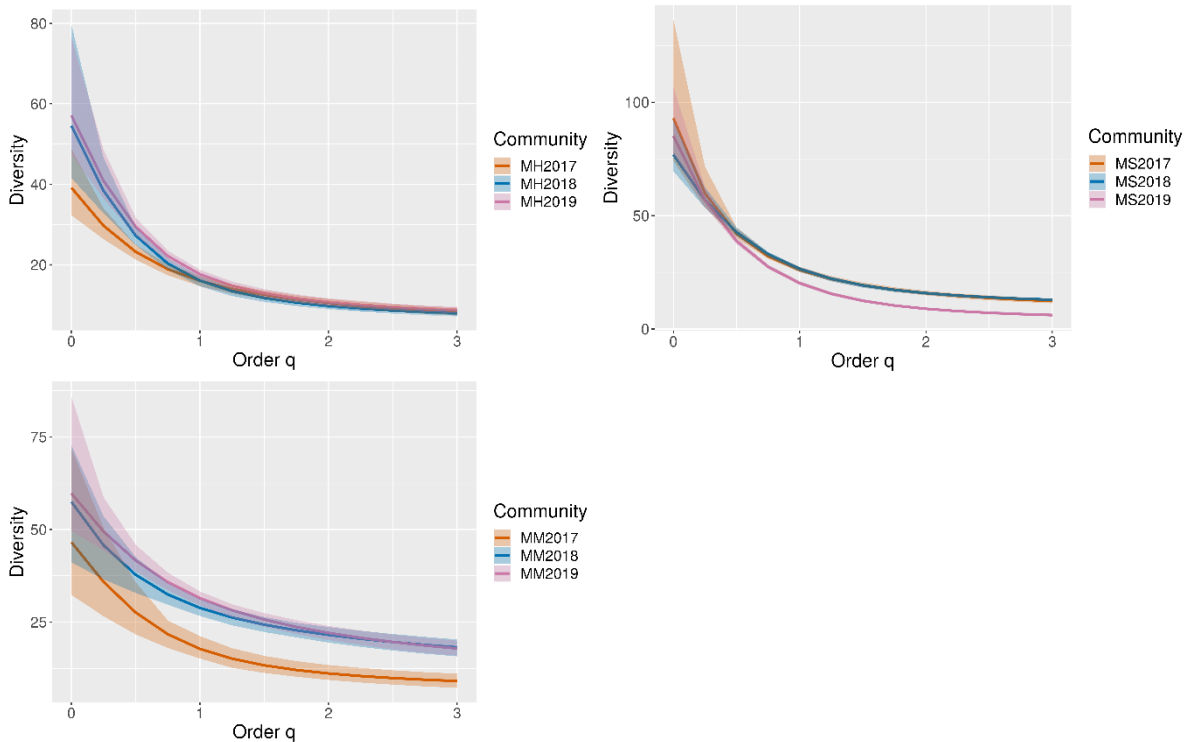 80
60
40
20
Diversity
0 1 2 3
Order q
Community
MH2017
MH2018
MH2019
100
50
0
Diversity
0 1 2 3
Order q
Community
MS2017
MS2018
MS2019
75
50
25
Diversity
0 1 2 3
Order q
Community
MM2017
MM2018
MM2019